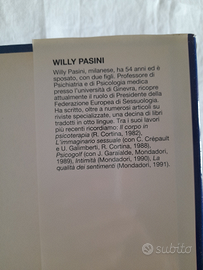 WILLY PASINI
Willy Pasini, milanese, ha 54 anni ed è
sposato, con due figli. Professore di
Psichiatria e di Psicologia medica
presso l'università di Ginevra, ricopre
attualmente il ruolo di Presidente della
Federazione Europea di Sessuologia.
Ha scritto, oltre a numerosi articoli su
riviste specializzate, una decina di libri
tradotti in otto lingue. Tra i suoi lavori
più recenti ricordiamo: Il corpo in
psicoterapia (R. Cortina, 1982),
L'immaginario sessuale (con C. Crépault
e U. Galimberti, R. Cortina, 1988),
Psicogolf (con J. Garaialde, Mondadori,
1989), Intimità (Mondadori, 1990), La
qualità dei sentimenti (Mondadori, 1991).
subito